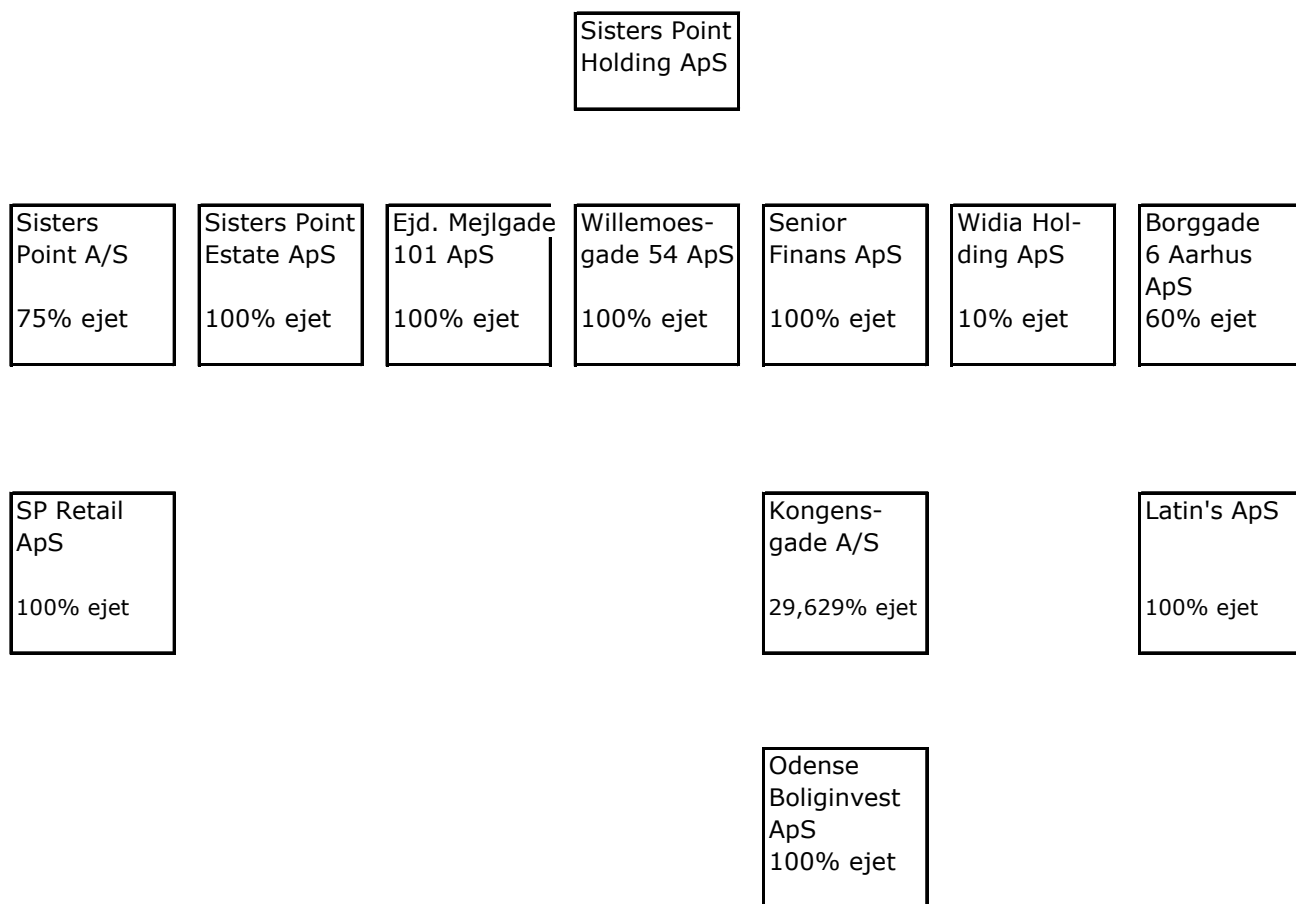 Sisters Point
Holding ApS
Sisters
Point A/S
75% ejet
Sisters Point
Estate ApS
100% ejet
Ejd. Mejlgade
101 ApS
100% ejet
Willemoes-
gade 54 ApS
100% ejet
Senior
Finans ApS
100% ejet
Widia Hol-
ding ApS
10% ejet
Borggade
6 Aarhus
ApS
60% ejet
SP Retail
ApS
100% ejet
Kongens-
gade A/S
29,629% ejet
Latin's ApS
100% ejet
Odense
Boliginvest
ApS
100% ejet